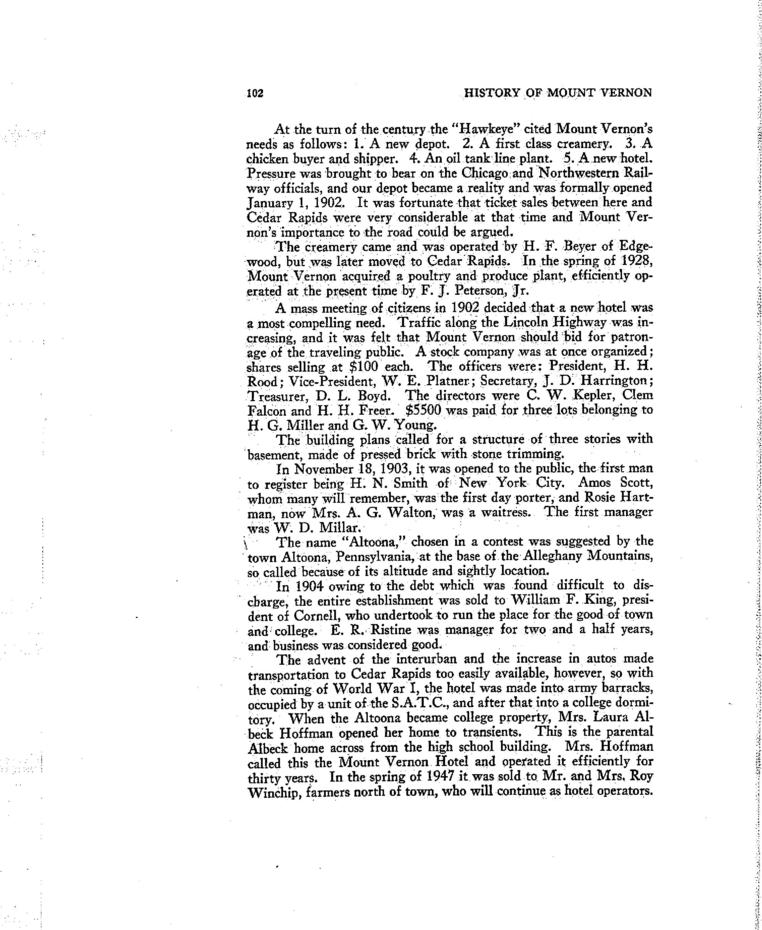 102 HISTORY OF MOUNT VERNON
At the turn of the century the "Hawkeye" cited Mount Vernon's
needs as follows: 1. A new depot. 2. A first class creamery. 3. A
chicken buyer and shipper. 4. An oil tank line plant. 5. A new hotel.
Pressure was brought to bear on the Chicago and Northwestern Rail-
way officials, and our depot became a reality and was formally opened
January 1, 1902. It was fortunate that ticket sales between here and
Cedar Rapids were very considerable at that time and Mount Ver-
non's importance to the road could be argued.
The creamery came and was operated by H. F. Beyer of Edge-
wood, but was later moved to Cedar Rapids. In the spring of 1928,
Mount Vernon acquired a poultry and produce plant, efficiently op-
erated at the present time by F. J. Peterson, Jr.
A mass meeting of citizens in 1902 decided that a new hotel was
a most compelling need. Traffic along the Lincoln Highway was in-
creasing, and it was felt that Mount Vernon should bid for patron-
age of the traveling public. A stock company was at once organized;
shares selling at $100 each. The officers were: President, H. H.
Rood; Vice-President, W. E. Platner; Secretary, J. D. Harrington;
Treasurer, D. L. Boyd. The directors were C. W. Kepler, Clem
Falcon and H. H. Freer. $5500 was paid for three lots belonging to
H. G. Miller and G. W. Young.
The building plans called for a structure of three stories with
basement, made of pressed brick with stone trimming.
In November 18, 1903, it was opened to the public, the first man
to register being H. N. Smith of New York City. Amos Scott,
whom many will remember, was the first day porter, and Rosie Hart-
man, now Mrs. A. G. Walton, was a waitress. The first manager
was W. D. Millar.
The name "Altoona," chosen in a contest was suggested by the
town Altoona, Pennsylvania, at the base of the Alleghany Mountains,
so called because of its altitude and sightly location.
In 1904 owing to the debt which was found difficult to dis-
charge, the entire establishment was sold to William F. King, presi-
dent of Cornell, who undertook to run the place for the good of town
and college. E. R. Ristine was manager for two and a half years,
and business was considered good.
The advent of the interurban and the increase in autos made
transportation to Cedar Rapids too easily available, however, so with
the coming of World War I, the hotel was made into army barracks,
occupied by a unit of the S.A.T.C., and after that into a college dormi-
tory. When the Altoona became college property, Mrs. Laura Al-
beck Hoffman opened her home to transients. This is the parental
Albeck home across from the high school building. Mrs. Hoffman
called this the Mount Vernon Hotel and operated it efficiently for
thirty years. In the spring of 1947 it was sold to Mr. and Mrs. Roy
Winchip, farmers north of town, who will continue as hotel operators.